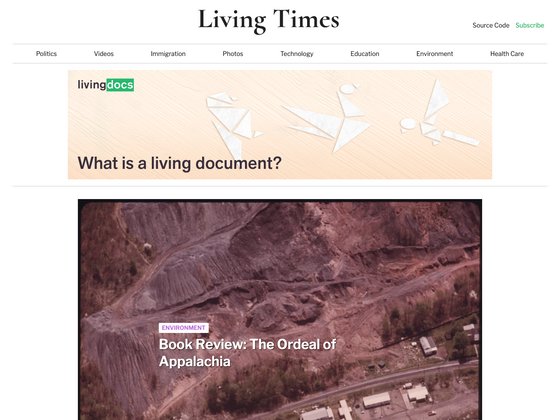 Living Times
Source Code Subscribe
Politics Videos Immigration Photos Technology Education Environment Health Care
livingdocs
What is a living document?
ENVIRONMENT
Book Review: The Ordeal of
Appalachia